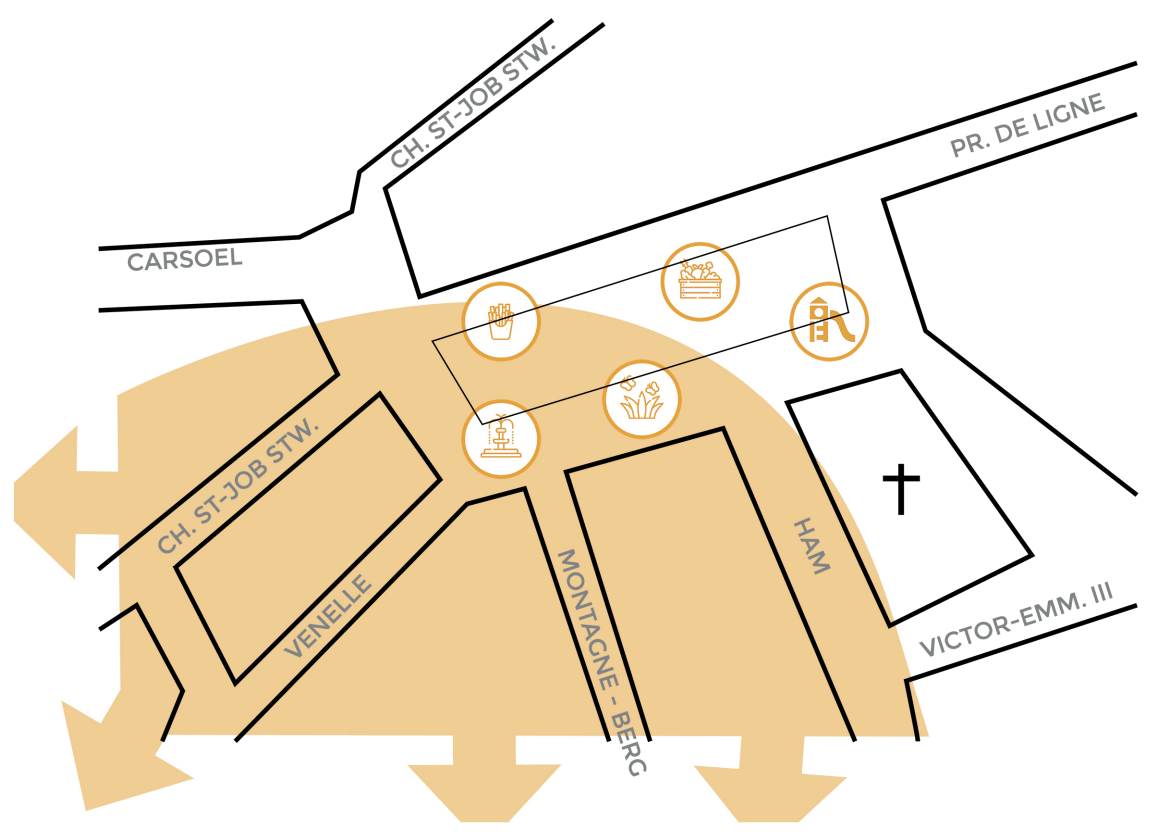 CH. ST-JOB STW.
PR. DE LIGNE
CARSOEL
CH. ST-JOB STW.
HAM
MONTAGNE - BERG
VENELLE
VICTOR-EMM. III